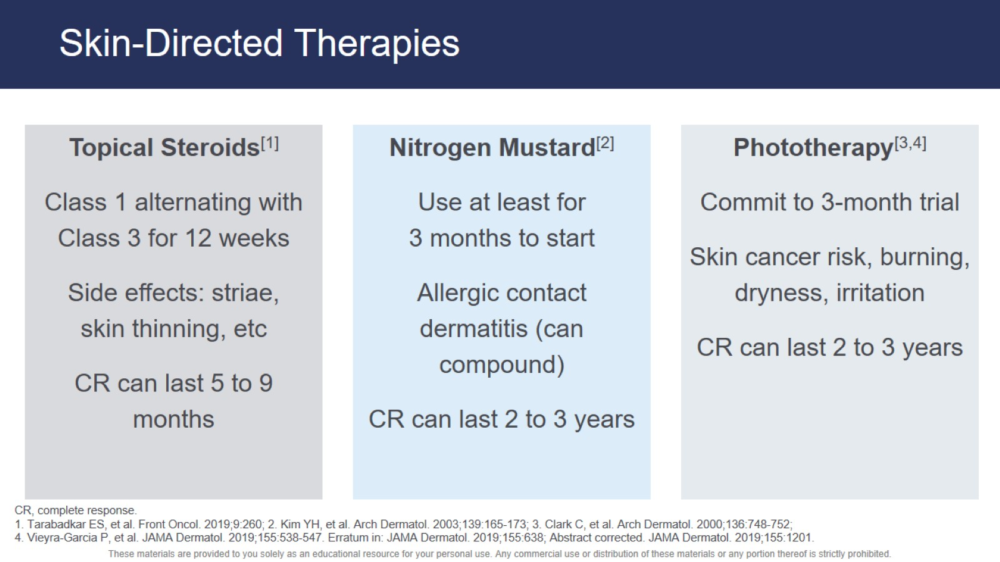 Skin-Directed Therapies
Topical Steroids[1]
Class 1 alternating with
Class 3 for 12 weeks
Side effects: striae,
skin thinning, etc
CR can last 5 to 9
months
Nitrogen Mustard[2]
Use at least for
3 months to start
Allergic contact
dermatitis (can
compound)
CR can last 2 to 3 years
Phototherapy[3,4]
Commit to 3-month trial
Skin cancer risk, burning,
dryness, irritation
CR can last 2 to 3 years
CR, complete response.
1. Tarabadkar ES, et al. Front Oncol. 2019;9:260; 2. Kim YH, et al. Arch Dermatol. 2003;139:165-173; 3. Clark C, et al. Arch Dermatol. 2000;136:748-752;
4. Vieyra-Garcia P, et al. JAMA Dermatol. 2019;155:538-547. Erratum in: JAMA Dermatol. 2019;155:638; Abstract corrected. JAMA Dermatol. 2019;155:1201.
These materials are provided to you solely as an educational resource for your personal use. Any commercial use or distribution of these materials or any portion thereof is strictly prohibited.